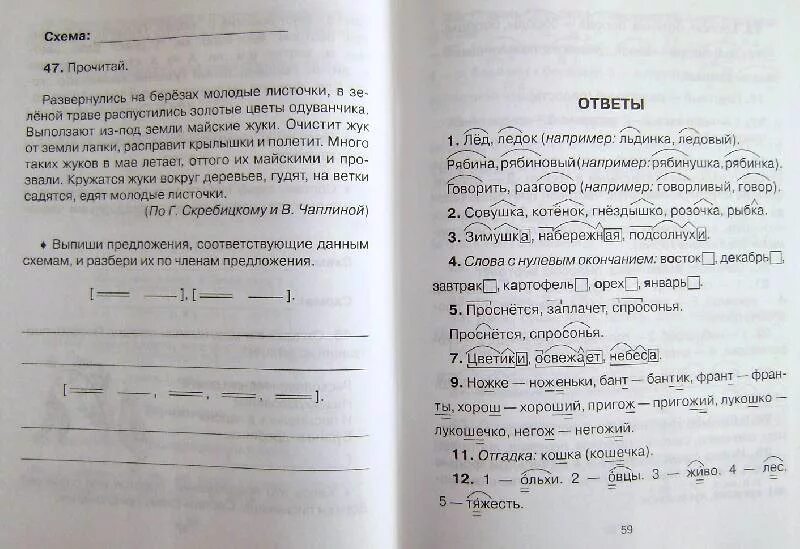 Схема:
47. Прочитай.
Развернулись на берёзах молодые листочки, в зе-
лёной траве распустились золотые цветы одуванчика.
Выползают из-под земли майские жуки. Очистит жук
от земли лапки, расправит крылышки и полетит. Много
таких жуков в мае летает, оттого их майскими и про-
звали. Кружатся жуки вокруг деревьев, гудят, на ветки
садятся, едят молодые листочки.
(По Г. Скребицкому и В. Чаплиной)
♦ Выпиши предложения, соответствующие данным
схемам, и разбери их по членам предложения.
[ ], [ ].
[ , , ].
ОТВЕТЫ
1. Лёд, ледок (например: льдинка, ледовый).
Рябина, рябиновый (например: рябинушка, рябинка).
Говорить, разговор (например: говорливый, говор).
2. Совушка, котёнок, гнёздышко, розочка, рыбка.
3. Зимушка, набережная, подсолнухи.
4. Слова с нулевым окончанием: восток, декабрь,
завтрак, картофель, орех, январь.
5. Проснётся, заплачет, спросонья.
Проснётся, спросонья.
7. Цветики, освежает, небеса.
9. Ножке — ноженьки, бант — бантик, франт — фран-
ты, хорош — хороший, пригож — пригожий, лукошко —
лукошечко, негож — негожий.
11. Отгадка: кошка (кошечка).
12. 1 — ольхи. 2 — овцы. 3 — живо. 4 — лес.
5 — тяжесть.
59